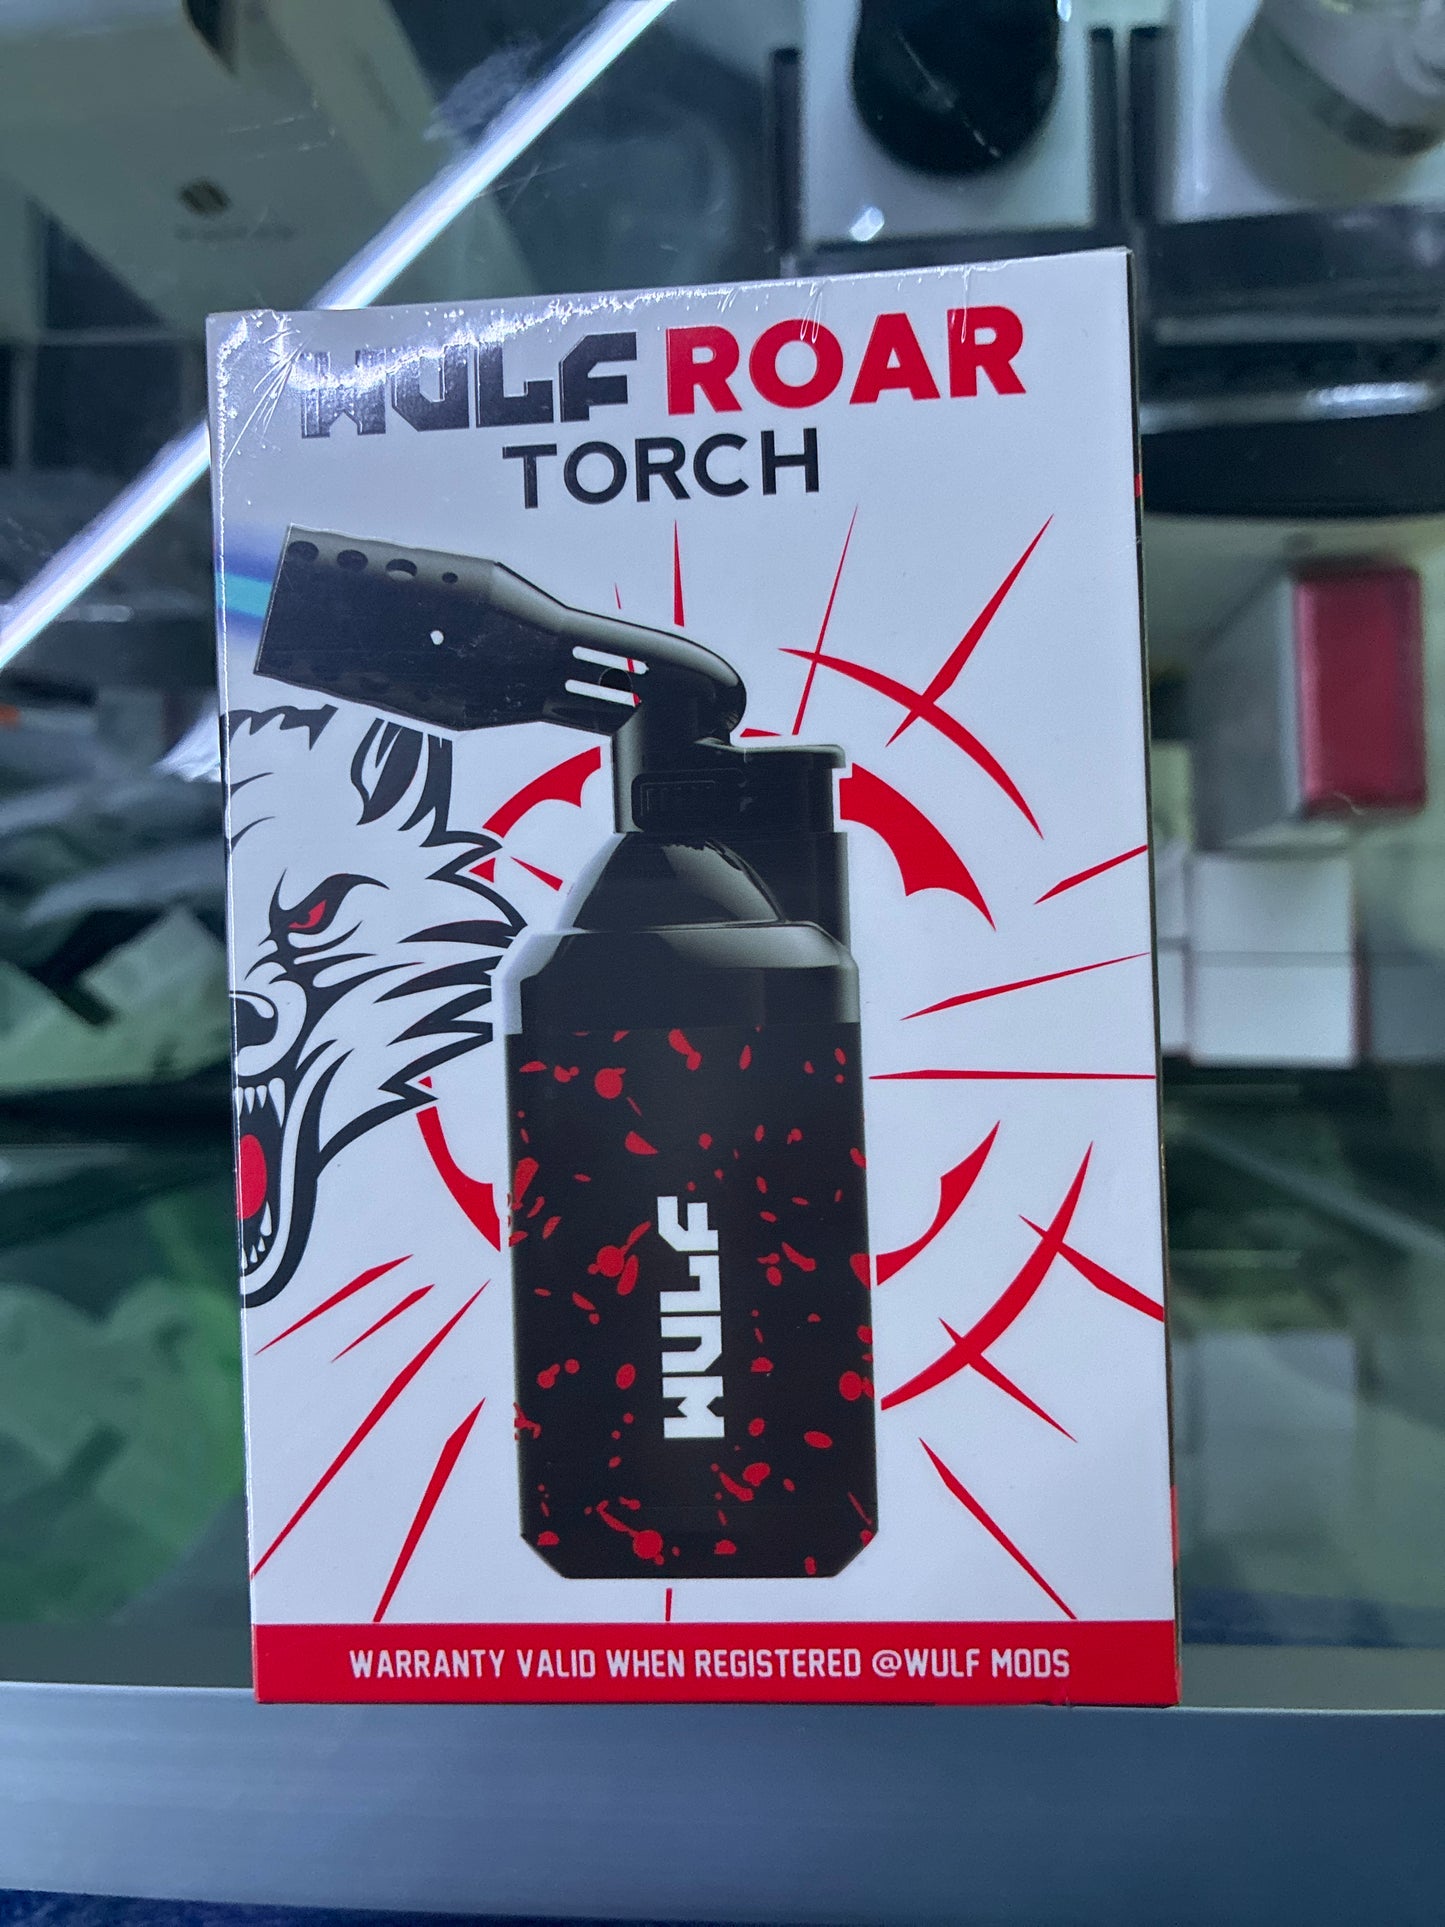 WULF ROAR
TORCH
WULF
WARRANTY VALID WHEN REGISTERED @WULF MODS